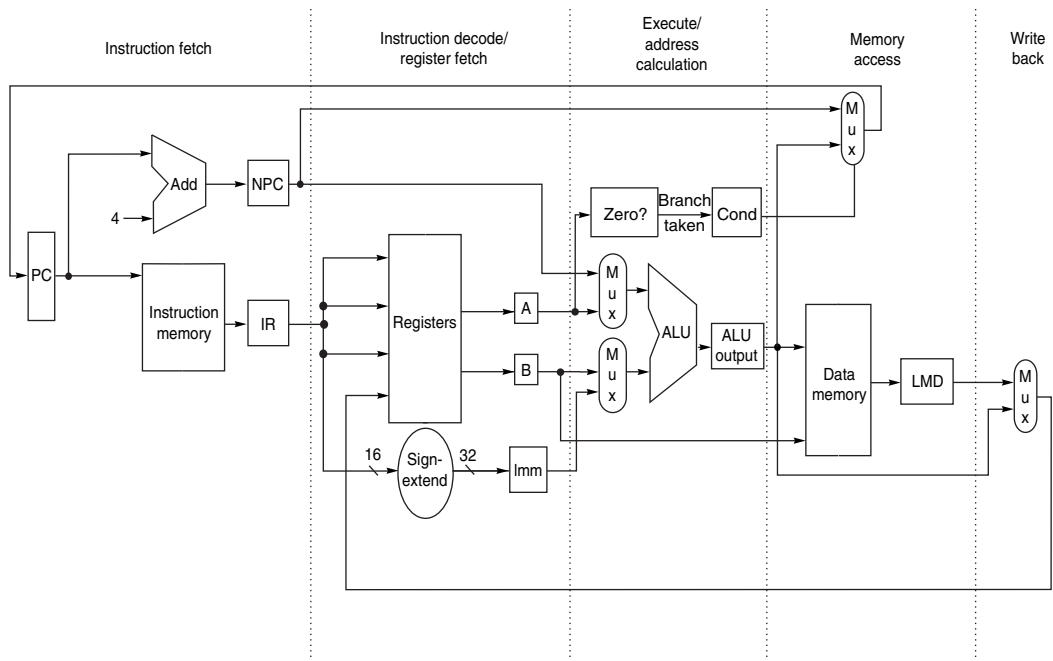 Instruction fetch
Instruction decode/
register fetch
Execute/
address
calculation
Memory
access
Write
back
M
u
x
Add
NPC
4
Zero?
Branch
taken
Cond
PC
Instruction
memory
IR
Registers
A
B
M
u
x
M
u
x
ALU
ALU
output
Data
memory
LMD
M
u
x
16
Sign-
extend
32
Imm